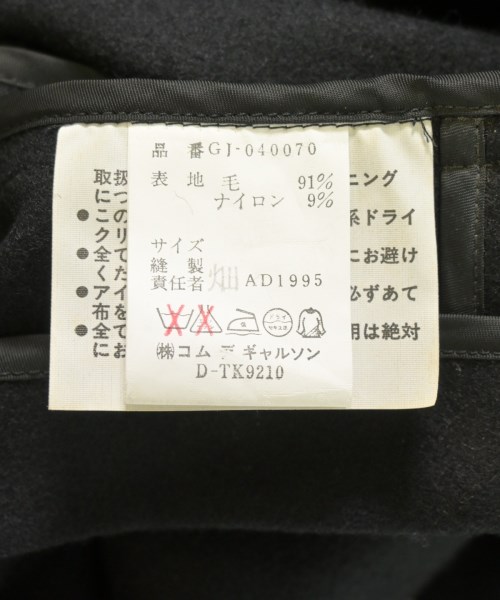 品 番 GJ-040070
表 地 毛 91%
ナイロン 9%
サイズ
縫 製
責任者 畑 AD1995
㈱コム デ ギャルソン
D-TK9210
取扱 ニング
につ
●この 系ドライ
クリ
●全て にお避け
くだ
●アイ 必ずあて
布を
●全て 用は絶対
にお